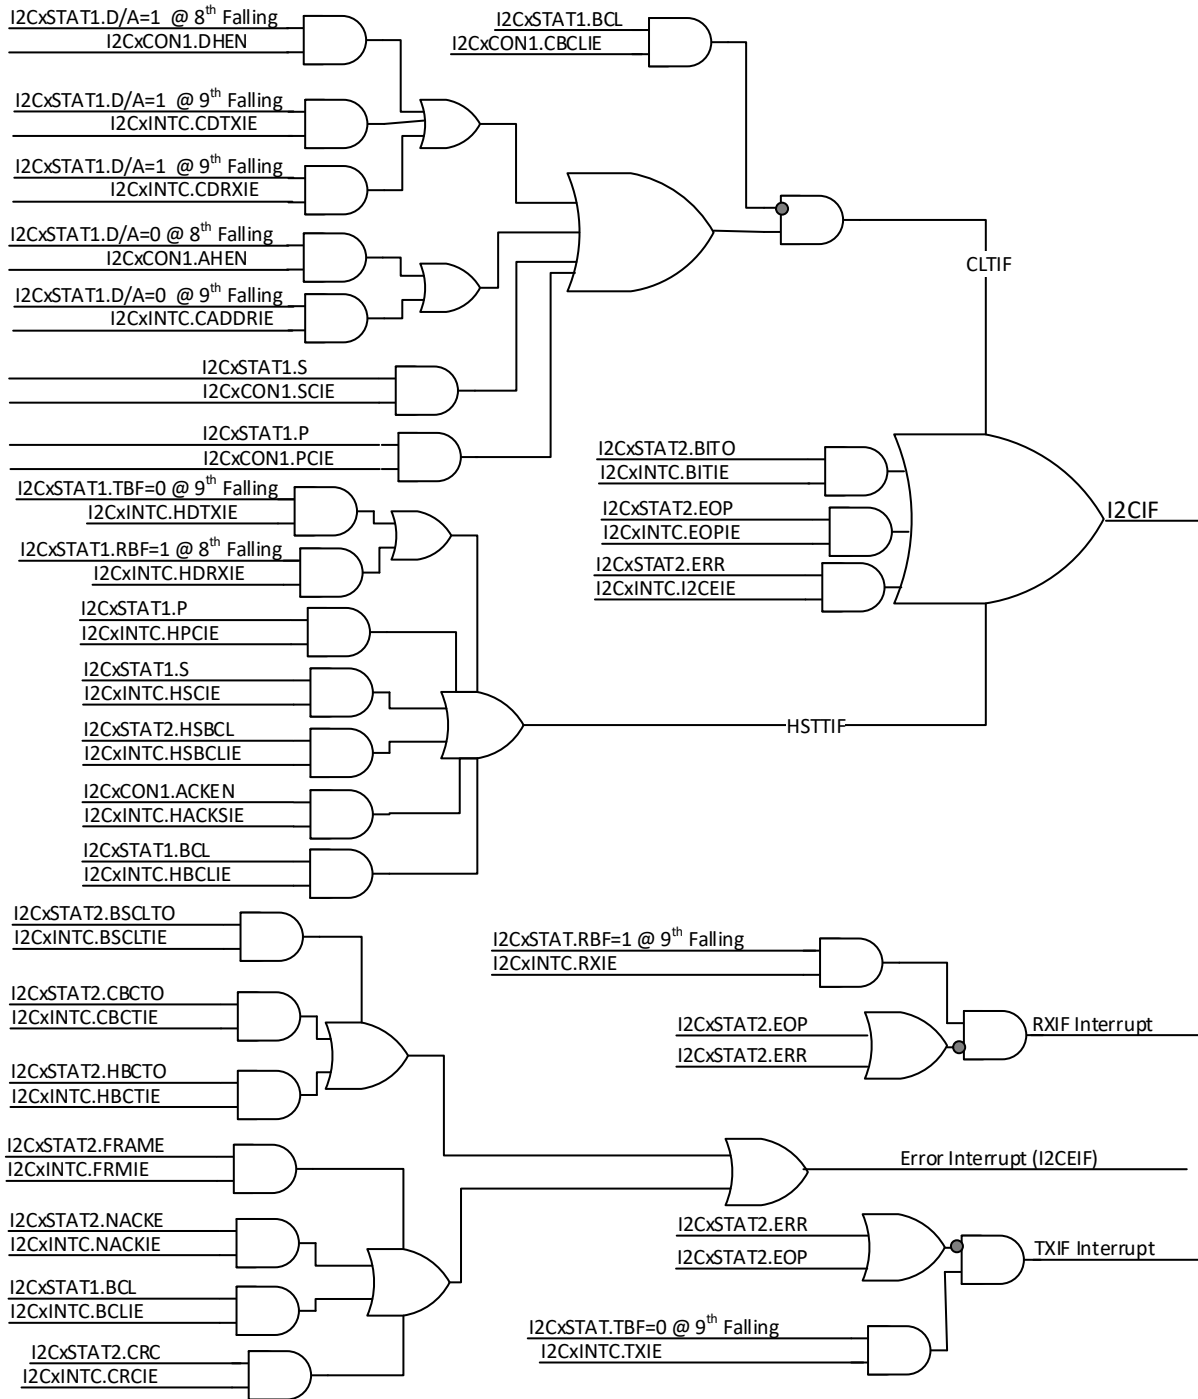 I2CxSTAT1.D/A=1 @ 8th Falling
I2CxCON1.DHEN
I2CxSTAT1.BCL
I2CxCON1.CBCLIE
I2CxSTAT1.D/A=1 @ 9th Falling
I2CxINTC.CDTXIE
I2CxSTAT1.D/A=1 @ 9th Falling
I2CxINTC.CDRXIE
I2CxSTAT1.D/A=0 @ 8th Falling
I2CxCON1.AHEN
CLTIF
I2CxSTAT1.D/A=0 @ 9th Falling
I2CxINTC.CADDRIE
I2CxSTAT1.S
I2CxCON1.SCIE
I2CxSTAT1.P
I2CxCON1.PCIE
I2CxSTAT2.BITO
I2CxINTC.BITIE
I2CxSTAT2.EOP
I2CxINTC.EOPIE
I2CxSTAT2.ERR
I2CxINTC.I2CEIE
I2CIF
I2CxSTAT1.TBF=0 @ 9th Falling
I2CxINTC.HDTXIE
I2CxSTAT1.RBF=1 @ 8th Falling
I2CxINTC.HDRXIE
I2CxSTAT1.P
I2CxINTC.HPCIE
I2CxSTAT1.S
I2CxINTC.HSCIE
I2CxSTAT2.HSBCL
I2CxINTC.HSBCLIE
HSTTIF
I2CxCON1.ACKEN
I2CxINTC.HACKSIE
I2CxSTAT1.BCL
I2CxINTC.HBCLIE
I2CxSTAT2.BSCLTO
I2CxINTC.BSCLTIE
I2CxSTAT2.CBCTO
I2CxINTC.CBCTIE
I2CxSTAT2.HBCTO
I2CxINTC.HBCTIE
I2CxSTAT.RBF=1 @ 9th Falling
I2CxINTC.RXIE
I2CxSTAT2.EOP
I2CxSTAT2.ERR
RXIF Interrupt
I2CxSTAT2.FRAME
I2CxINTC.FRMIE
I2CxSTAT2.NACKE
I2CxINTC.NACKIE
I2CxSTAT1.BCL
I2CxINTC.BCLIE
I2CxSTAT2.CRC
I2CxINTC.CRCIE
Error Interrupt (I2CEIF)
I2CxSTAT2.ERR
I2CxSTAT2.EOP
TXIF Interrupt
I2CxSTAT.TBF=0 @ 9th Falling
I2CxINTC.TXIE